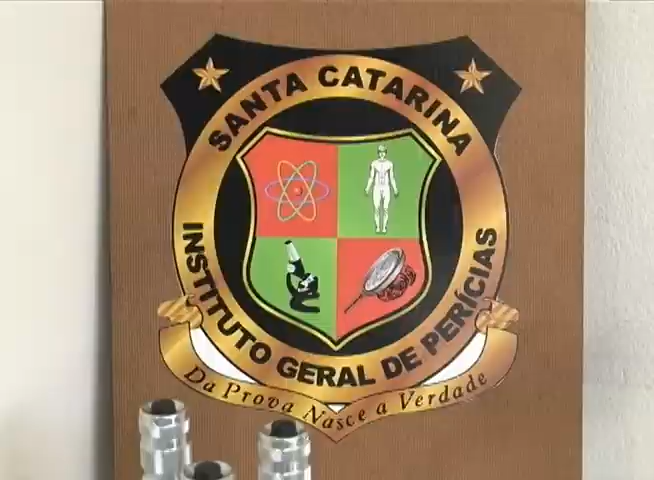 SANTA CATARINA
INSTITUTO GERAL DE PERÍCIAS
Da Prova Nasce a Verdade